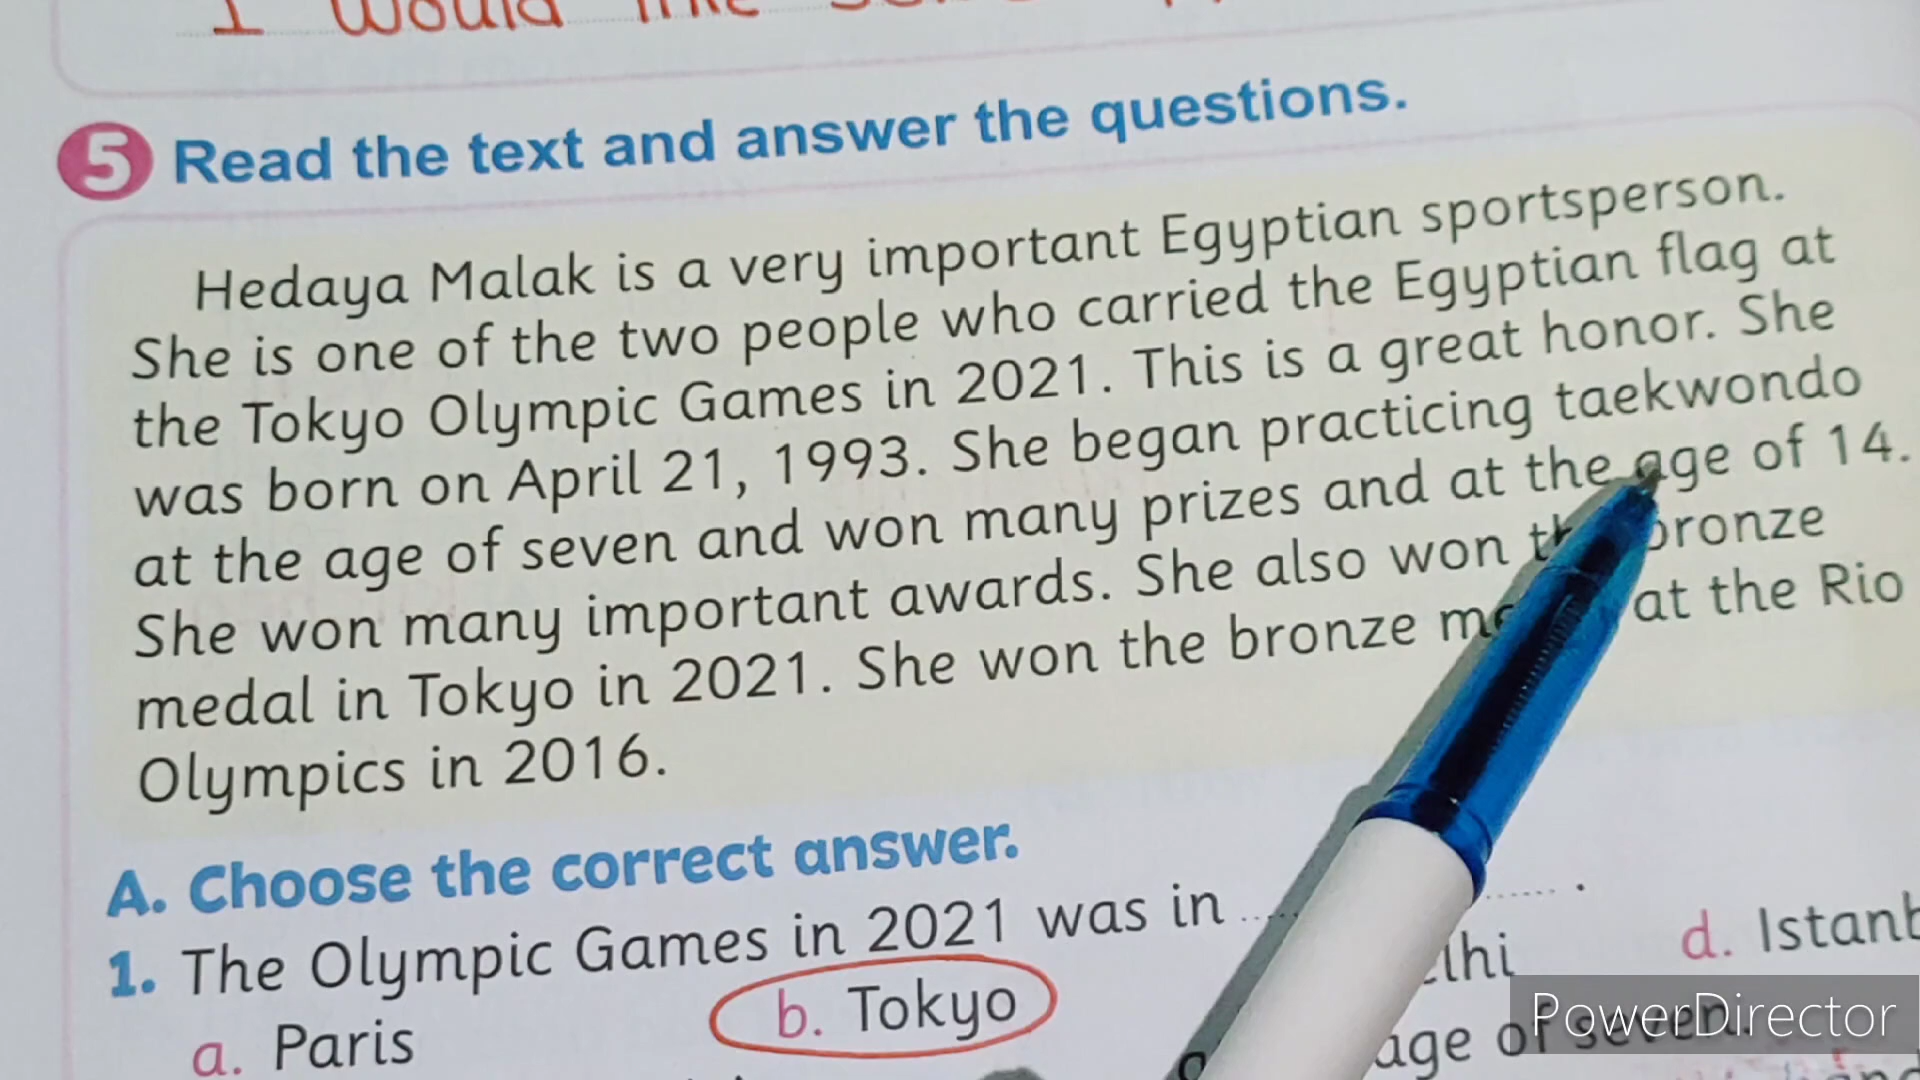 I would
5 Read the text and answer the questions.
Hedaya Malak is a very important Egyptian sportsperson.
She is one of the two people who carried the Egyptian flag at
the Tokyo Olympic Games in 2021. This is a great honor. She
was born on April 21, 1993. She began practicing taekwondo
at the age of seven and won many prizes and at the age of 14.
She won many important awards. She also won bronze
medal in Tokyo in 2021. She won the bronze at the Rio
Olympics in 2016.
A. Choose the correct answer.
1. The Olympic Games in 2021 was in .......... .
a. Paris b. Tokyo d.
age of seven.
PowerDirector